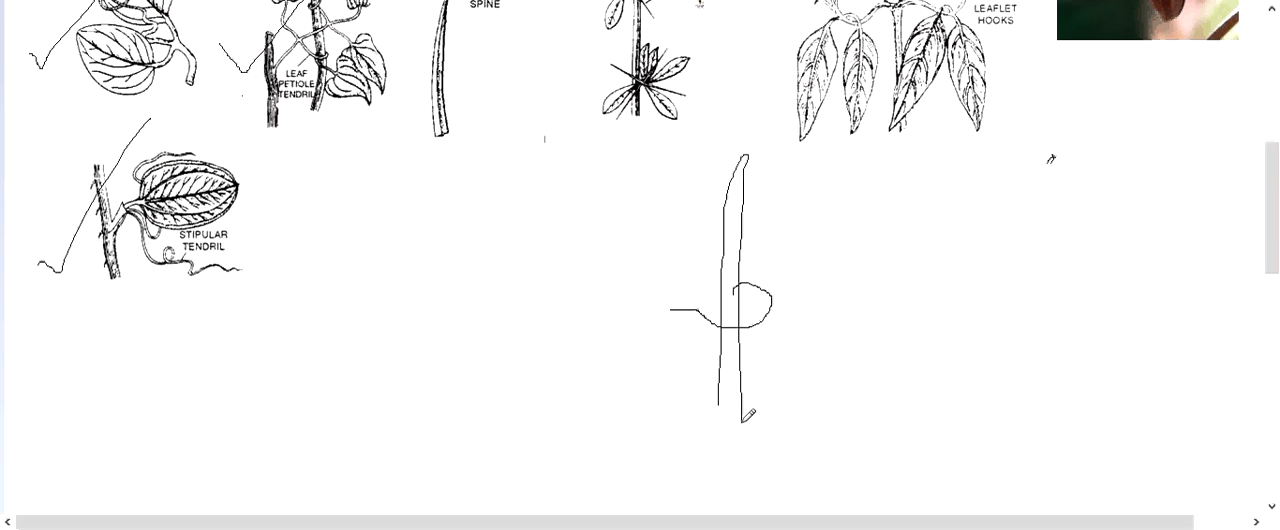 SPINE
LEAFLET
HOOKS
LEAF
PETIOLE
TENDRIL
STIPULAR
TENDRIL